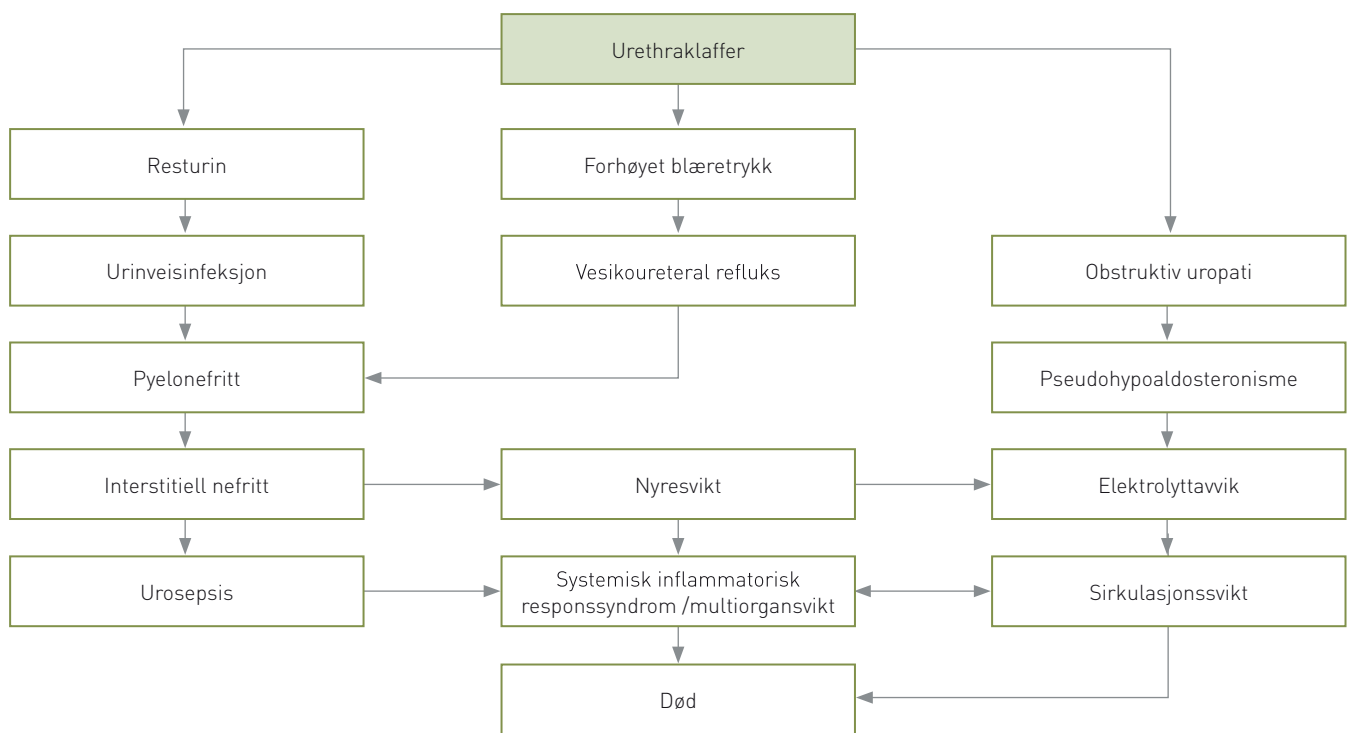 Urethraklaffer
Resturin
Forhøyet blæretrykk
Urinveisinfeksjon
Vesikoureteral refluks
Obstruktiv uropati
Pyelonefritt
Pseudohypoaldosteronisme
Interstitiell nefritt
Nyresvikt
Elektrolyttavvik
Urosepsis
Systemisk inflammatorisk
responssyndrom /multiorgansvikt
Sirkulasjonssvikt
Død